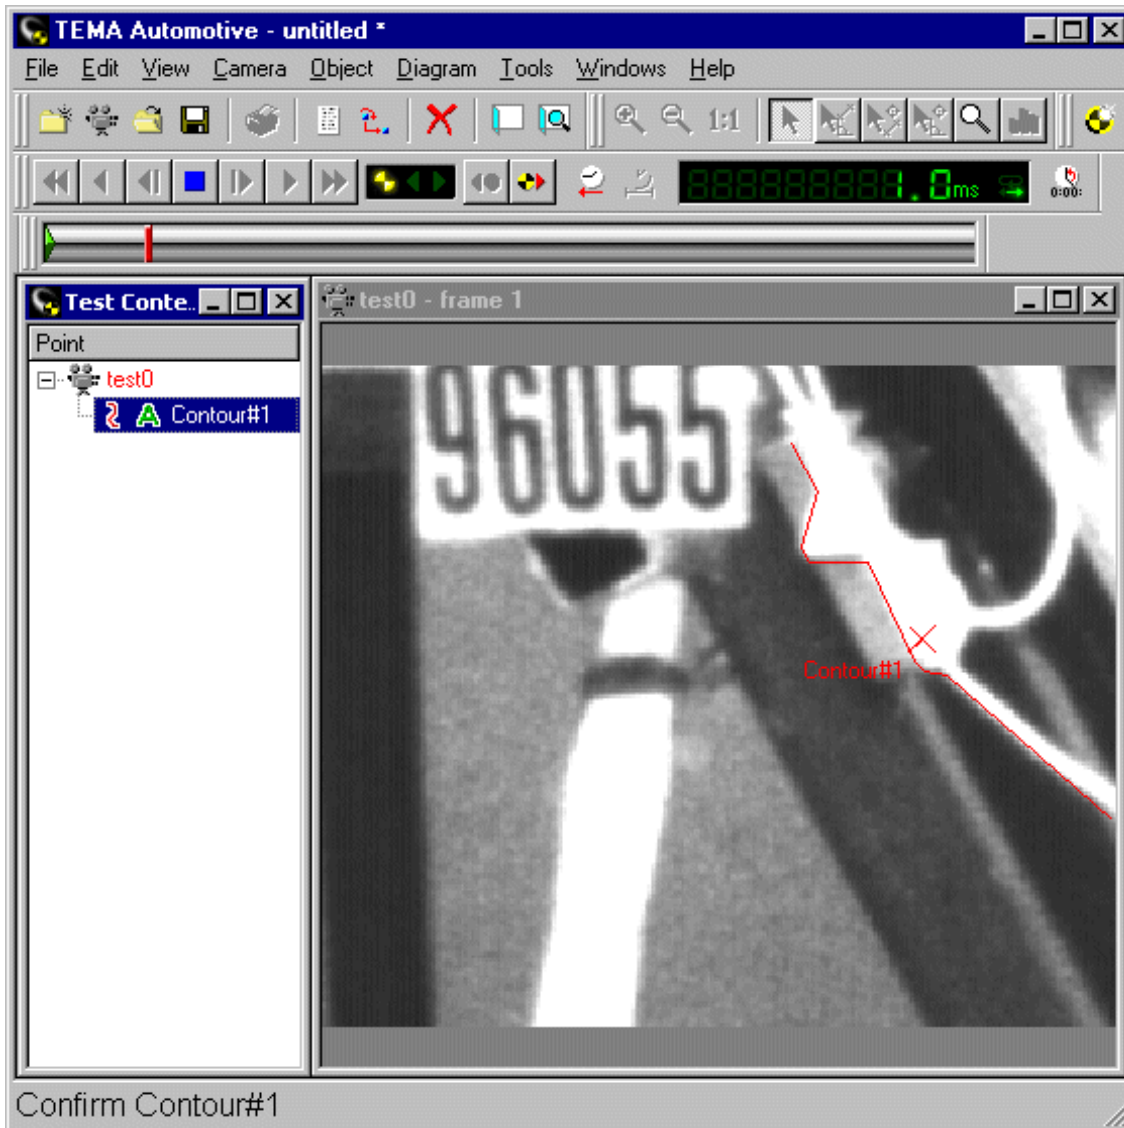 TEMA Automotive - untitled *
File Edit View Camera Object Diagram Tools Windows Help
1:1
1.0ms
0:00:
Test Conte..
test0 - frame 1
Point
test0
Contour#1
96055
Contour#1
Confirm Contour#1